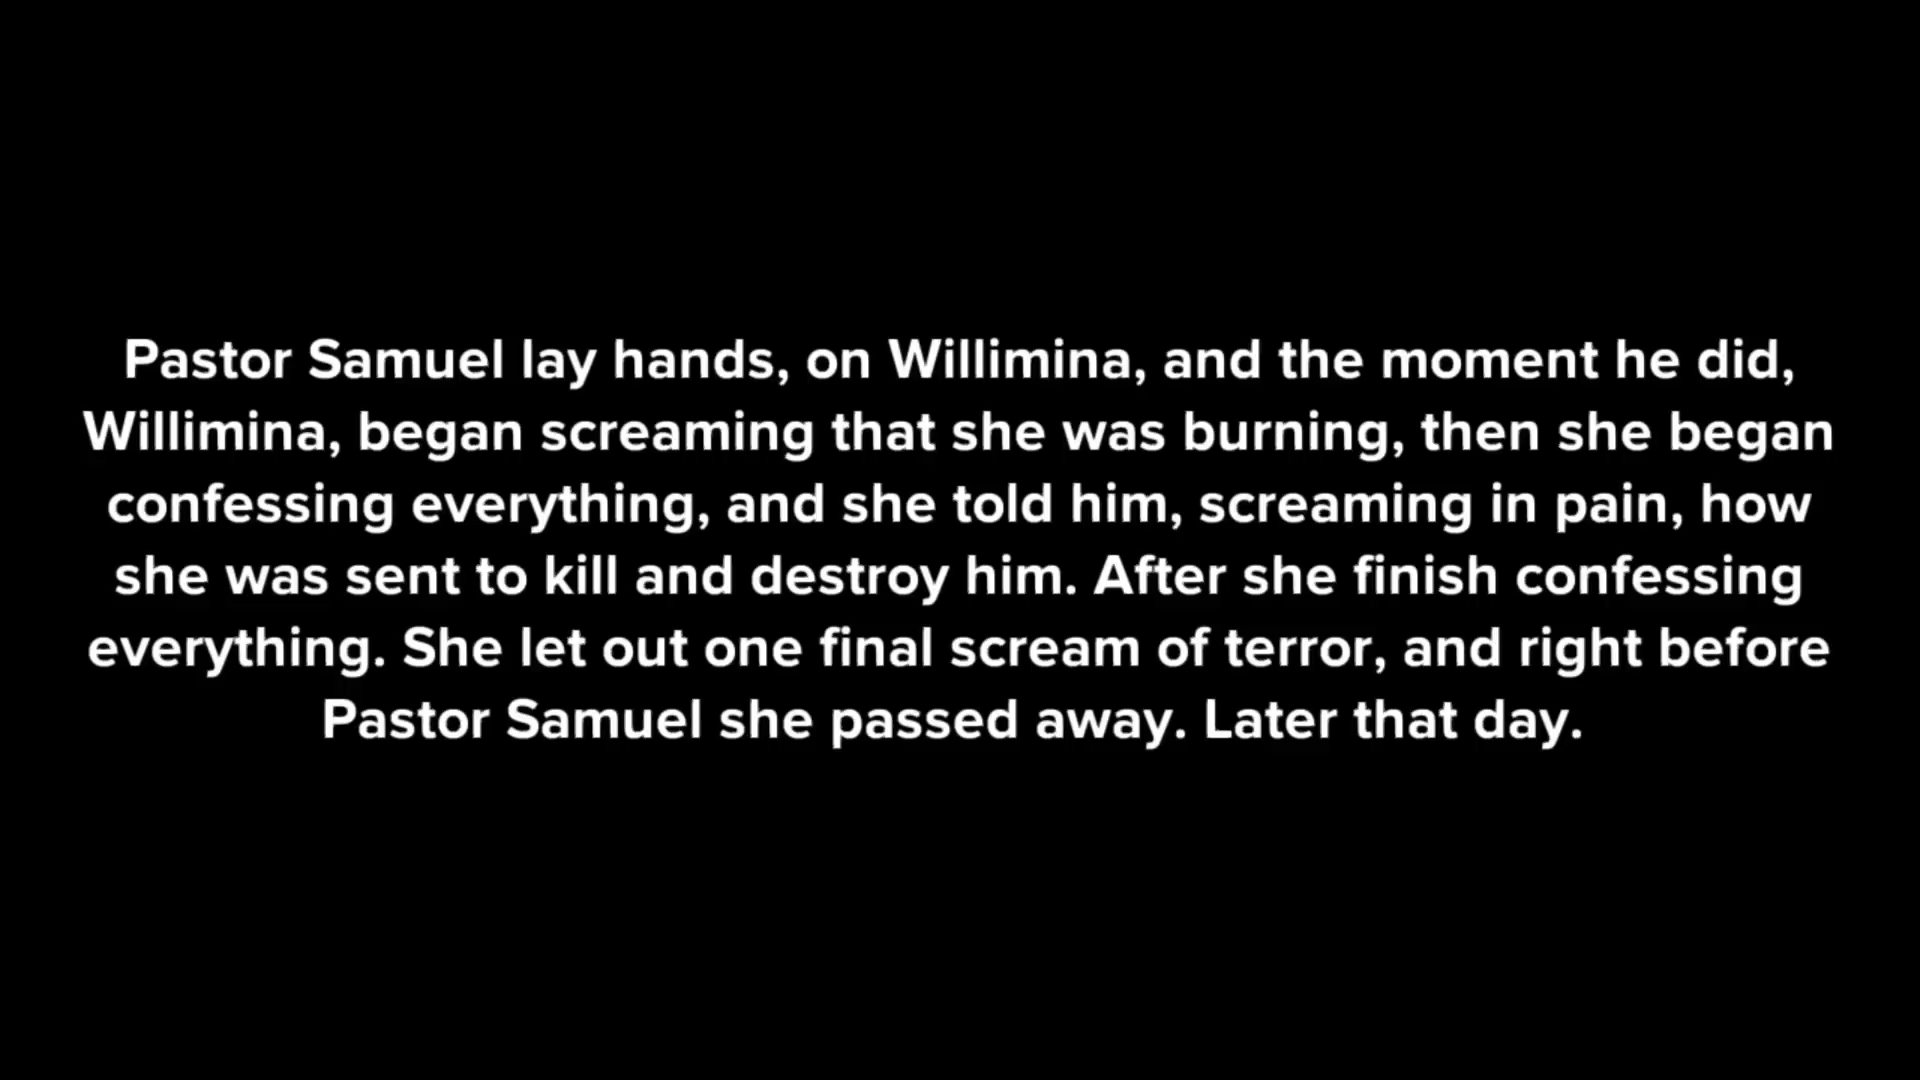 Pastor Samuel lay hands, on Willimina, and the moment he did,
Willimina, began screaming that she was burning, then she began
confessing everything, and she told him, screaming in pain, how
she was sent to kill and destroy him. After she finish confessing
everything. She let out one final scream of terror, and right before
Pastor Samuel she passed away. Later that day.